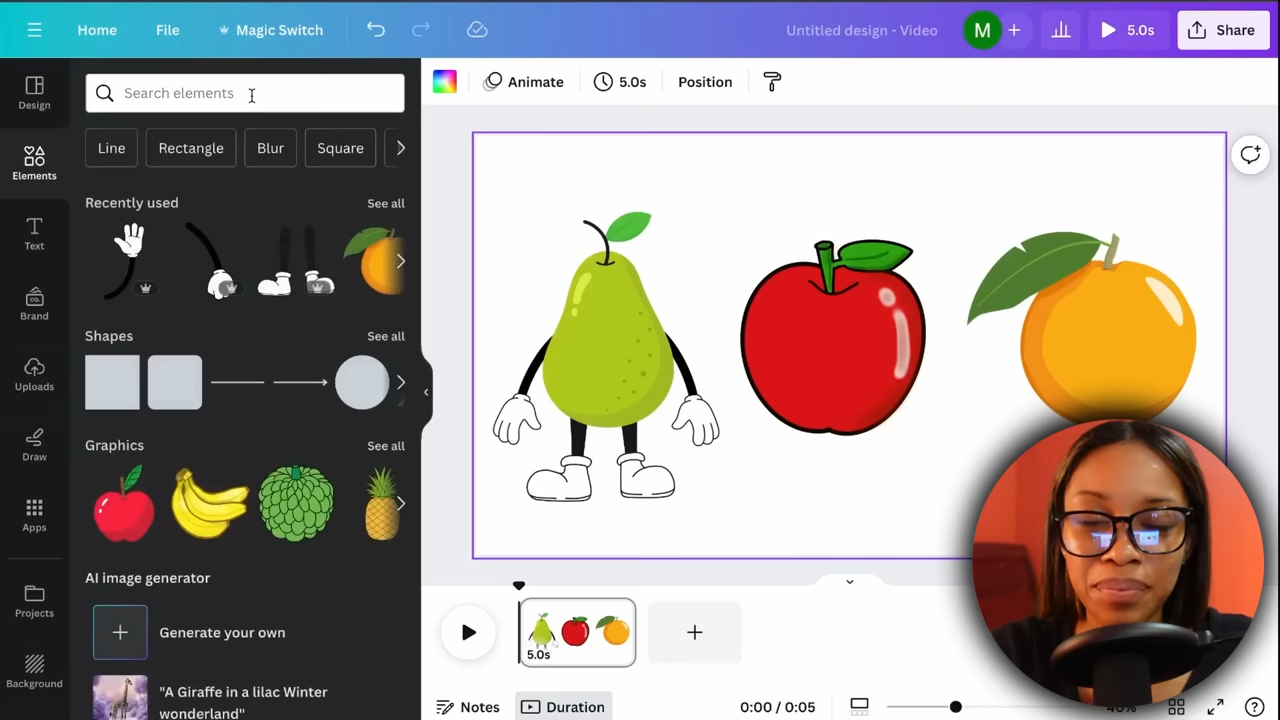 Home
File
Magic Switch
Untitled design - Video
M
5.0s
Share
Design
Elements
Text
Brand
CO.
Uploads
Draw
Apps
Projects
Background
Search elements
Line
Rectangle
Blur
Square
Recently used
See all
Shapes
See all
Graphics
See all
AI image generator
Generate your own
"A Giraffe in a lilac Winter
wonderland"
Animate
5.0s
Position
5.0s
Notes
Duration
0:00 / 0:05